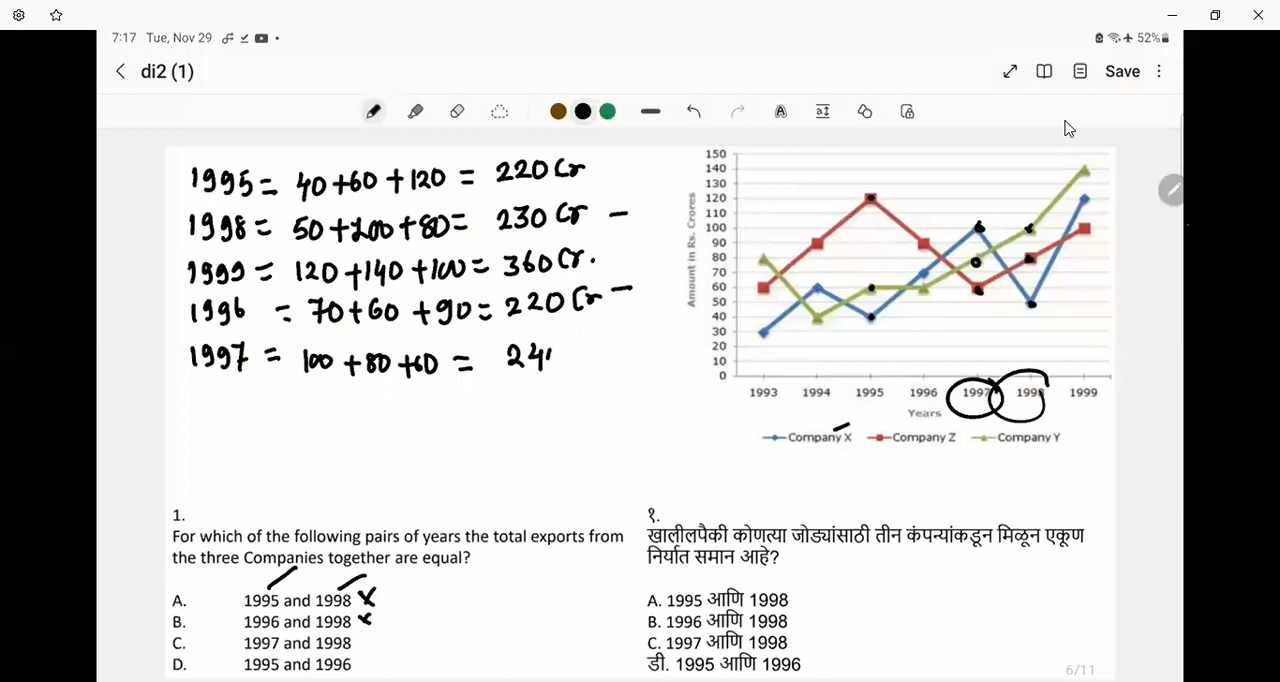 7:17 Tue, Nov 29
52%
di2 (1)
Save
1995 = 40 +60 +120 = 220 Cr
1998 = 50 +100 +80 = 230 Cr –
1999 = 120 +140 +100 = 360 Cr.
1996 = 70 +60 +90 = 220 Cr –
1997 = 100 +80 +60 = 24
150
140
130
120
110
100
90
80
70
60
50
40
30
20
10
0
Amount in Rs. Crores
1993 1994 1995 1996 1997 1998 1999
Years
Company X Company Z Company Y
1.
For which of the following pairs of years the total exports from
the three Companies together are equal?
A. 1995 and 1998 x
B. 1996 and 1998 x
C. 1997 and 1998
D. 1995 and 1996
१.
खालीलपैकी कोणत्या जोड्यांसाठी तीन कंपन्यांकडून मिळून एकूण
निर्यात समान आहे?
A. 1995 आणि 1998
B. 1996 आणि 1998
C. 1997 आणि 1998
डी. 1995 आणि 1996
6/11